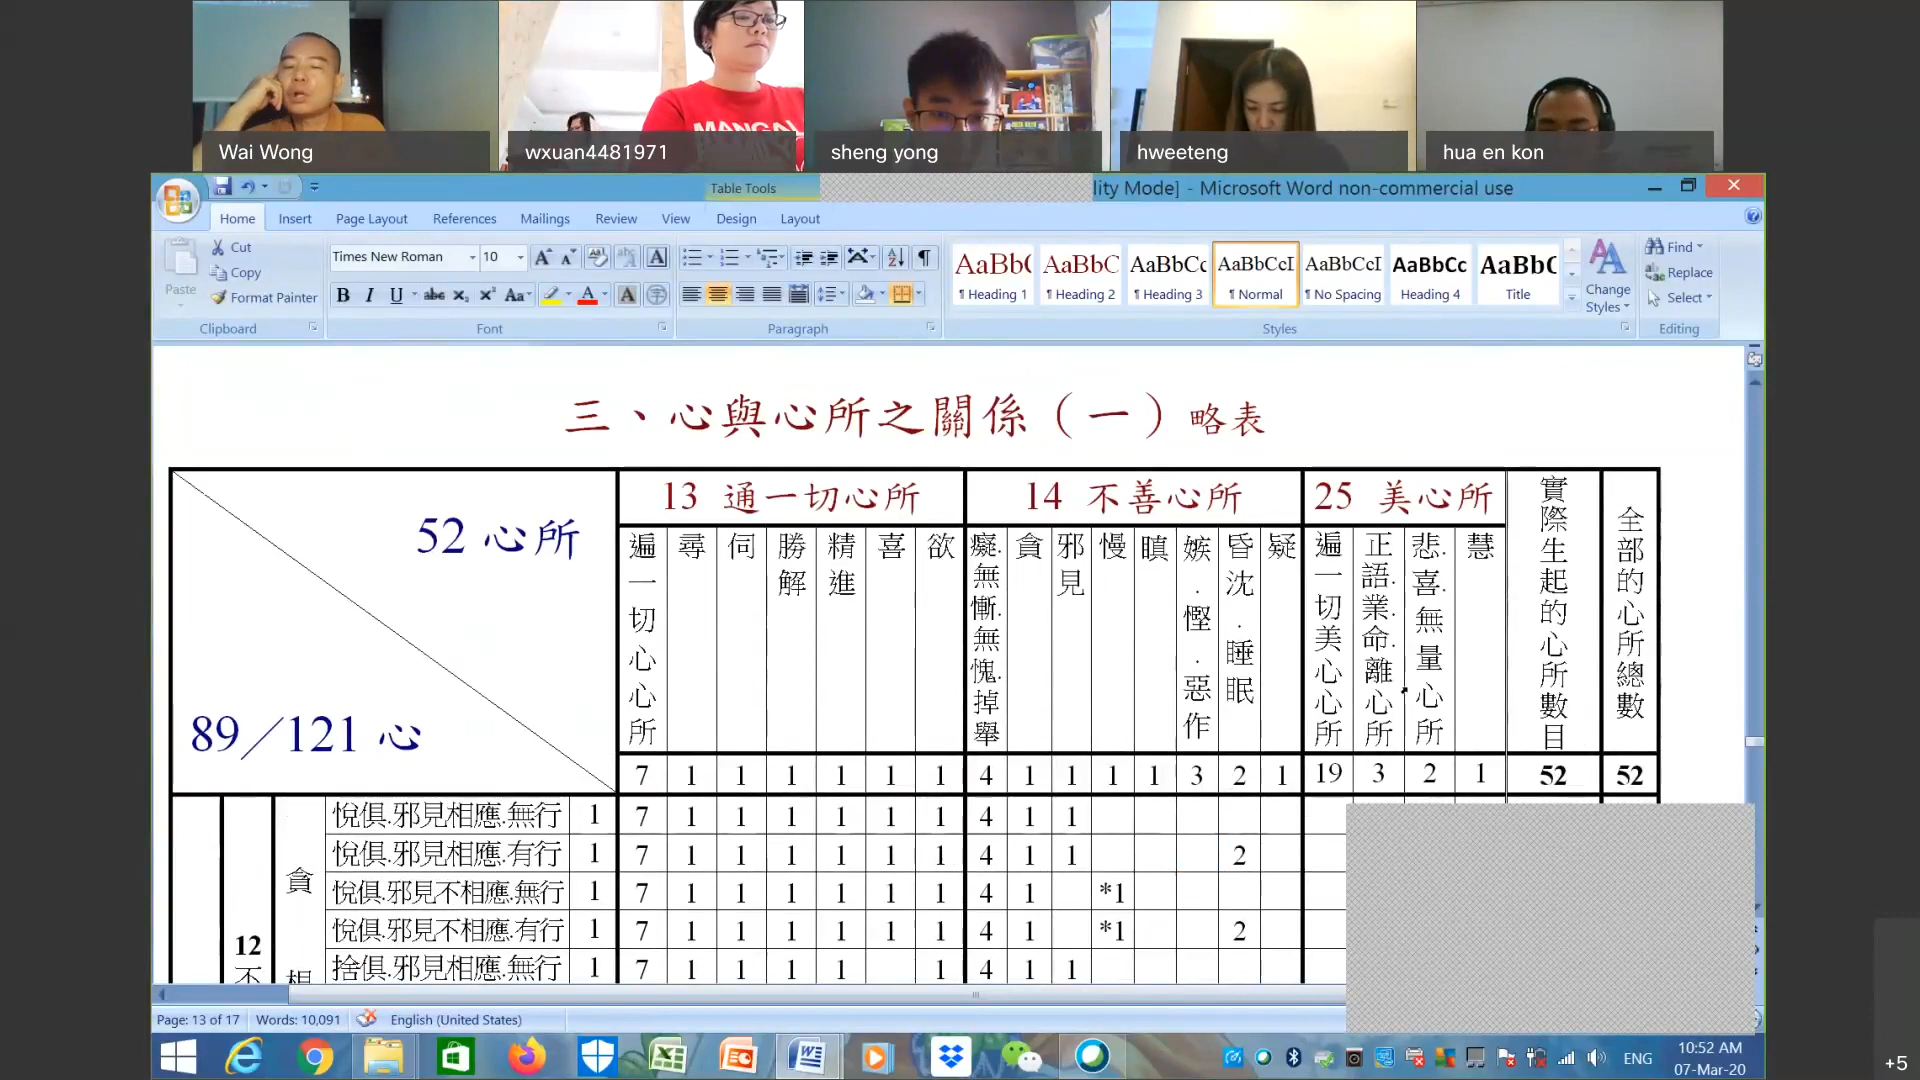 Wai Wong
wxuan4481971
MANGAL
sheng yong
hweeteng
hua en kon
Table Tools
lity Mode] - Microsoft Word non-commercial use
Home Insert Page Layout References Mailings Review View Design Layout
Paste
Cut
Copy
Format Painter
Clipboard
Times New Roman 10
Font
Paragraph
AaBb( AaBbC AaBbCc AaBbCcI AaBbCcI AaBbCc AaBbC
¶ Heading 1 ¶ Heading 2 ¶ Heading 3 ¶ Normal ¶ No Spacing Heading 4 Title
Styles
Change Styles
Find
Replace
Select
Editing
三、心與心所之關係（一）略表
52 心所
89／121 心
13 通一切心所
14 不善心所
25 美心所
遍一切心心所
尋
伺
勝解
精進
喜
欲
癡.無慚.無愧.掉舉
貪
邪見
慢
瞋
嫉.慳.惡作
昏沈.睡眠
疑
遍一切美心心所
正語.業.命.離心所
悲.喜.無量心所
慧
實際生起的心所數目
全部的心所總數
7 1 1 1 1 1 1 4 1 1 1 1 3 2 1 19 3 2 1 52 52
12
不
貪
悅俱.邪見相應.無行 1 7 1 1 1 1 1 1 4 1 1
悅俱.邪見相應.有行 1 7 1 1 1 1 1 1 4 1 1 2
悅俱.邪見不相應.無行 1 7 1 1 1 1 1 1 4 1 *1
悅俱.邪見不相應.有行 1 7 1 1 1 1 1 1 4 1 *1 2
捨俱.邪見相應.無行 1 7 1 1 1 1 1 4 1 1
Page: 13 of 17 Words: 10,091 English (United States)
ENG
10:52 AM
07-Mar-20
+5